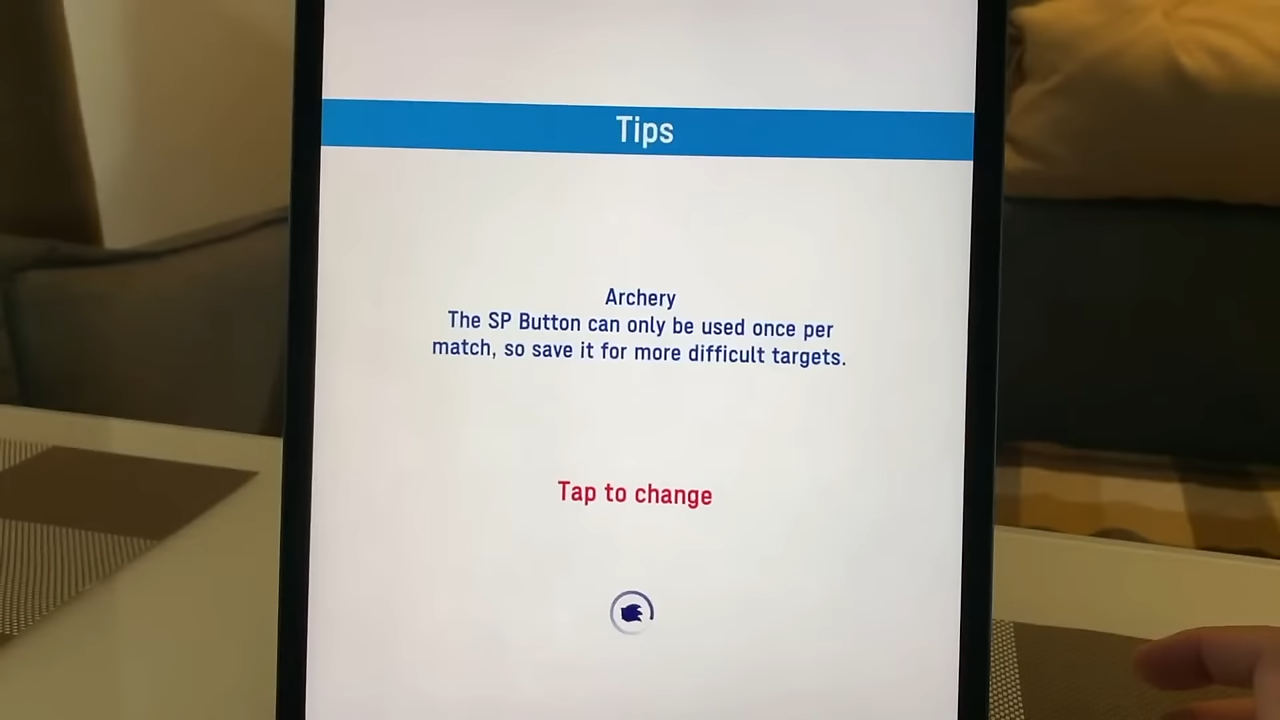 Tips
Archery
The SP Button can only be used once per
match, so save it for more difficult targets.
Tap to change